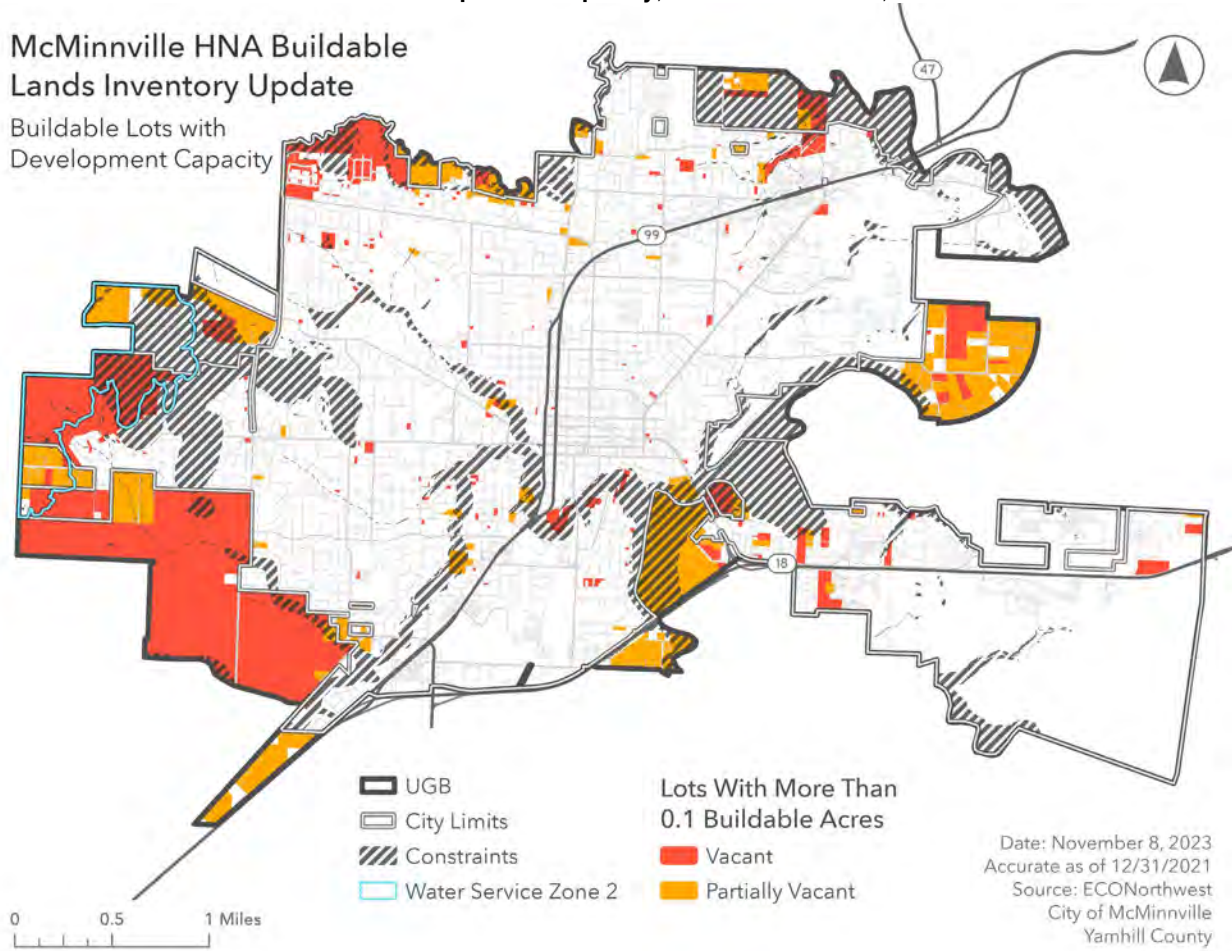 McMinnville HNA Buildable
Lands Inventory Update
Buildable Lots with
Development Capacity
47
99
18
UGB
City Limits
Constraints
Water Service Zone 2
Lots With More Than
0.1 Buildable Acres
Vacant
Partially Vacant
Date: November 8, 2023
Accurate as of 12/31/2021
Source: ECONorthwest
City of McMinnville
Yamhill County
0 0.5 1 Miles